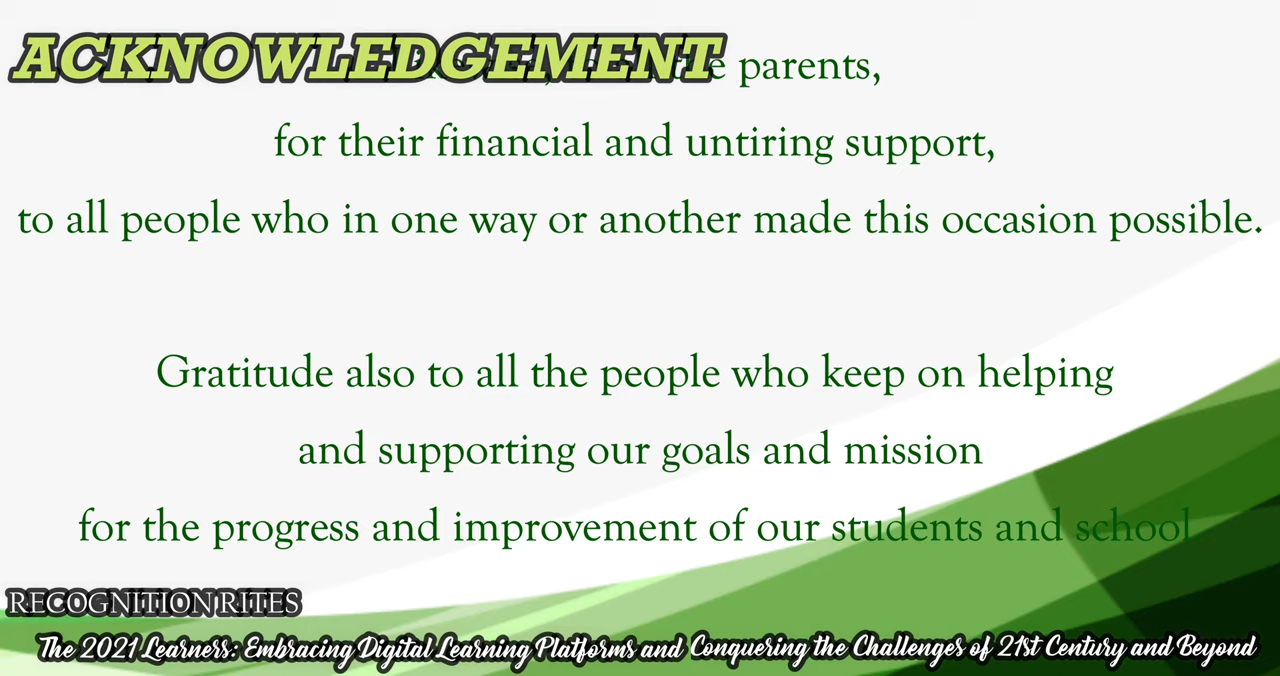 ACKNOWLEDGEMENT
parents,
for their financial and untiring support,
to all people who in one way or another made this occasion possible.
Gratitude also to all the people who keep on helping
and supporting our goals and mission
for the progress and improvement of our students and school
RECOGNITION RITES
The 2021 Learners: Embracing Digital Learning Platforms and Conquering the Challenges of 21st Century and Beyond